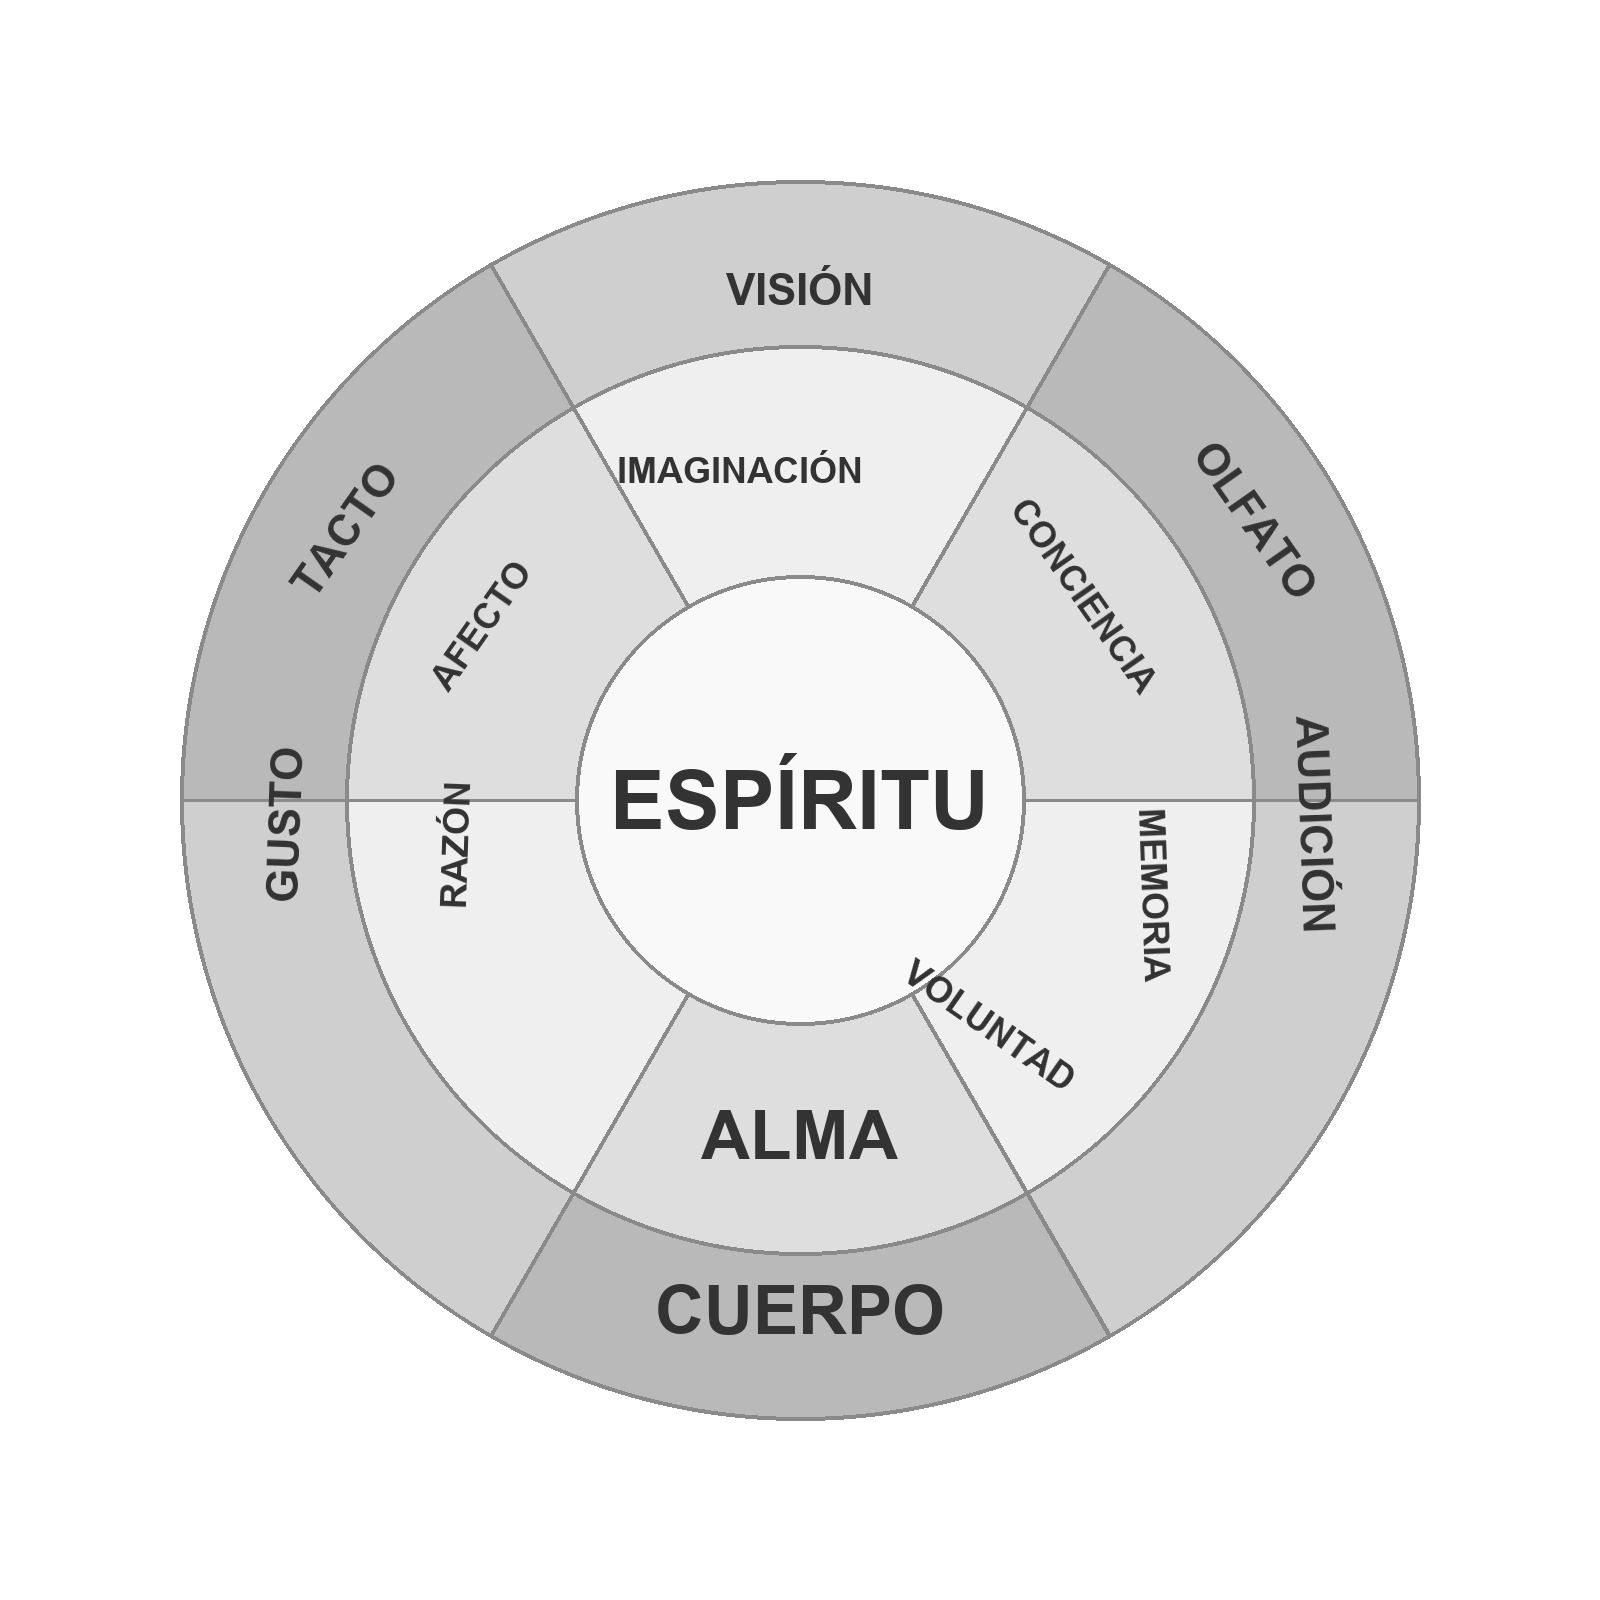 VISIÓN
TACTO
OLFATO
IMAGINACIÓN
AFECTO
CONCIENCIA
GUSTO
RAZÓN
ESPÍRITU
MEMORIA
AUDICIÓN
VOLUNTAD
ALMA
CUERPO